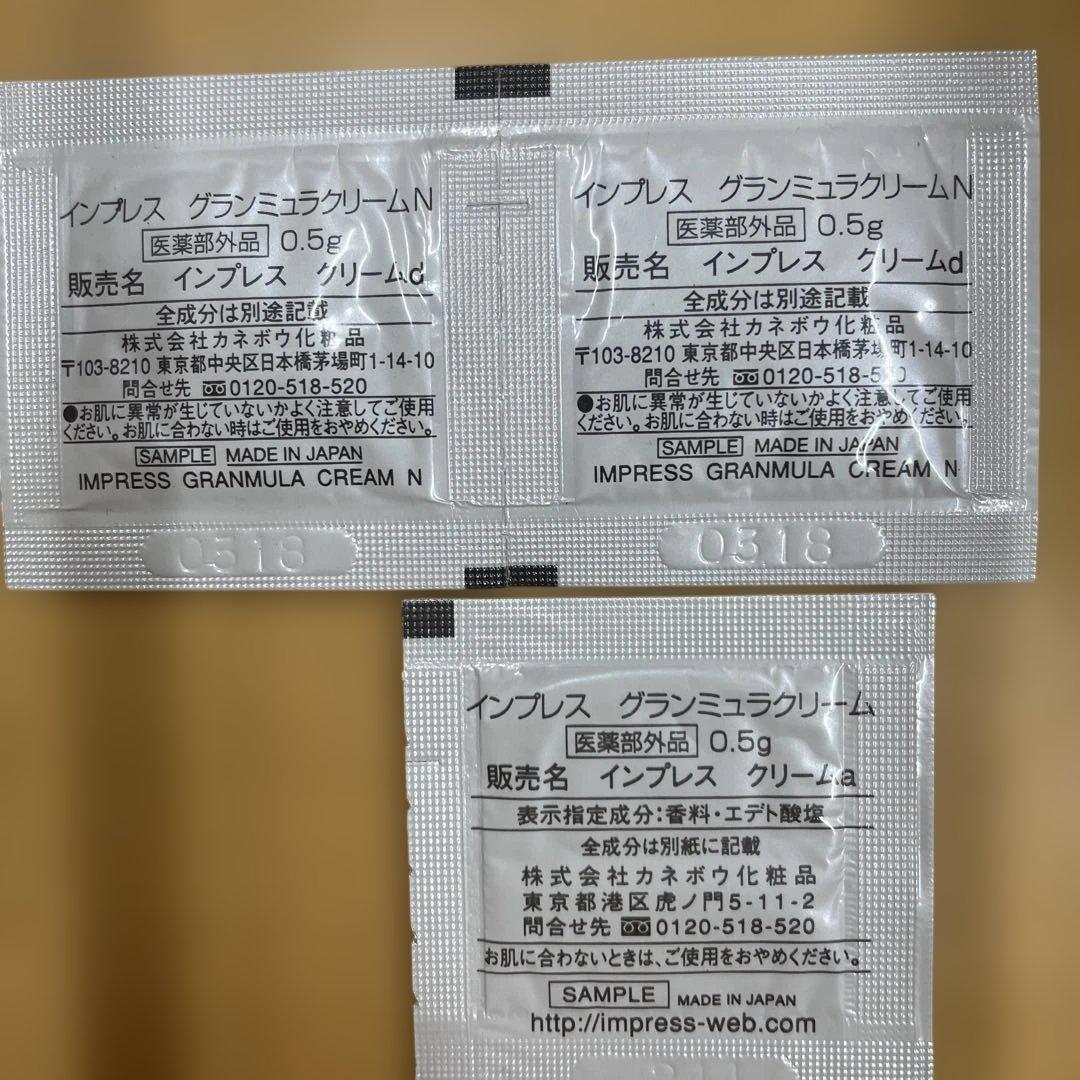 インプレス グランミュラクリームN
医薬部外品 0.5g
販売名 インプレス クリームd
全成分は別途記載
株式会社カネボウ化粧品
〒103-8210 東京都中央区日本橋茅場町1-14-10
問合せ先 0120-518-520
●お肌に異常が生じていないかよく注意してご使用
ください。お肌に合わない時はご使用をおやめください。
SAMPLE MADE IN JAPAN
IMPRESS GRANMULA CREAM N
0318
インプレス グランミュラクリームN
医薬部外品 0.5g
販売名 インプレス クリームd
全成分は別途記載
株式会社カネボウ化粧品
〒103-8210 東京都中央区日本橋茅場町1-14-10
問合せ先 0120-518-520
●お肌に異常が生じていないかよく注意してご使用
ください。お肌に合わない時はご使用をおやめください。
SAMPLE MADE IN JAPAN
IMPRESS GRANMULA CREAM N
0318
インプレス グランミュラクリーム
医薬部外品 0.5g
販売名 インプレス クリームa
表示指定成分：香料・エデト酸塩
全成分は別紙に記載
株式会社カネボウ化粧品
東京都港区虎ノ門5-11-2
問合せ先 0120-518-520
お肌に合わないときは、ご使用をおやめください。
SAMPLE MADE IN JAPAN
http://impress-web.com